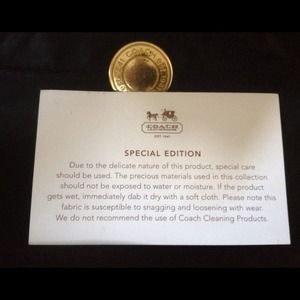 COACH
EST. 1941
SPECIAL EDITION
Due to the delicate nature of this product, special care
should be used. The precious materials used in this collection
should not be exposed to water or moisture. If the product
gets wet, immediately dab it dry with a soft cloth. Please note this
fabric is susceptible to snagging and loosening with wear.
We do not recommend the use of Coach Cleaning Products.